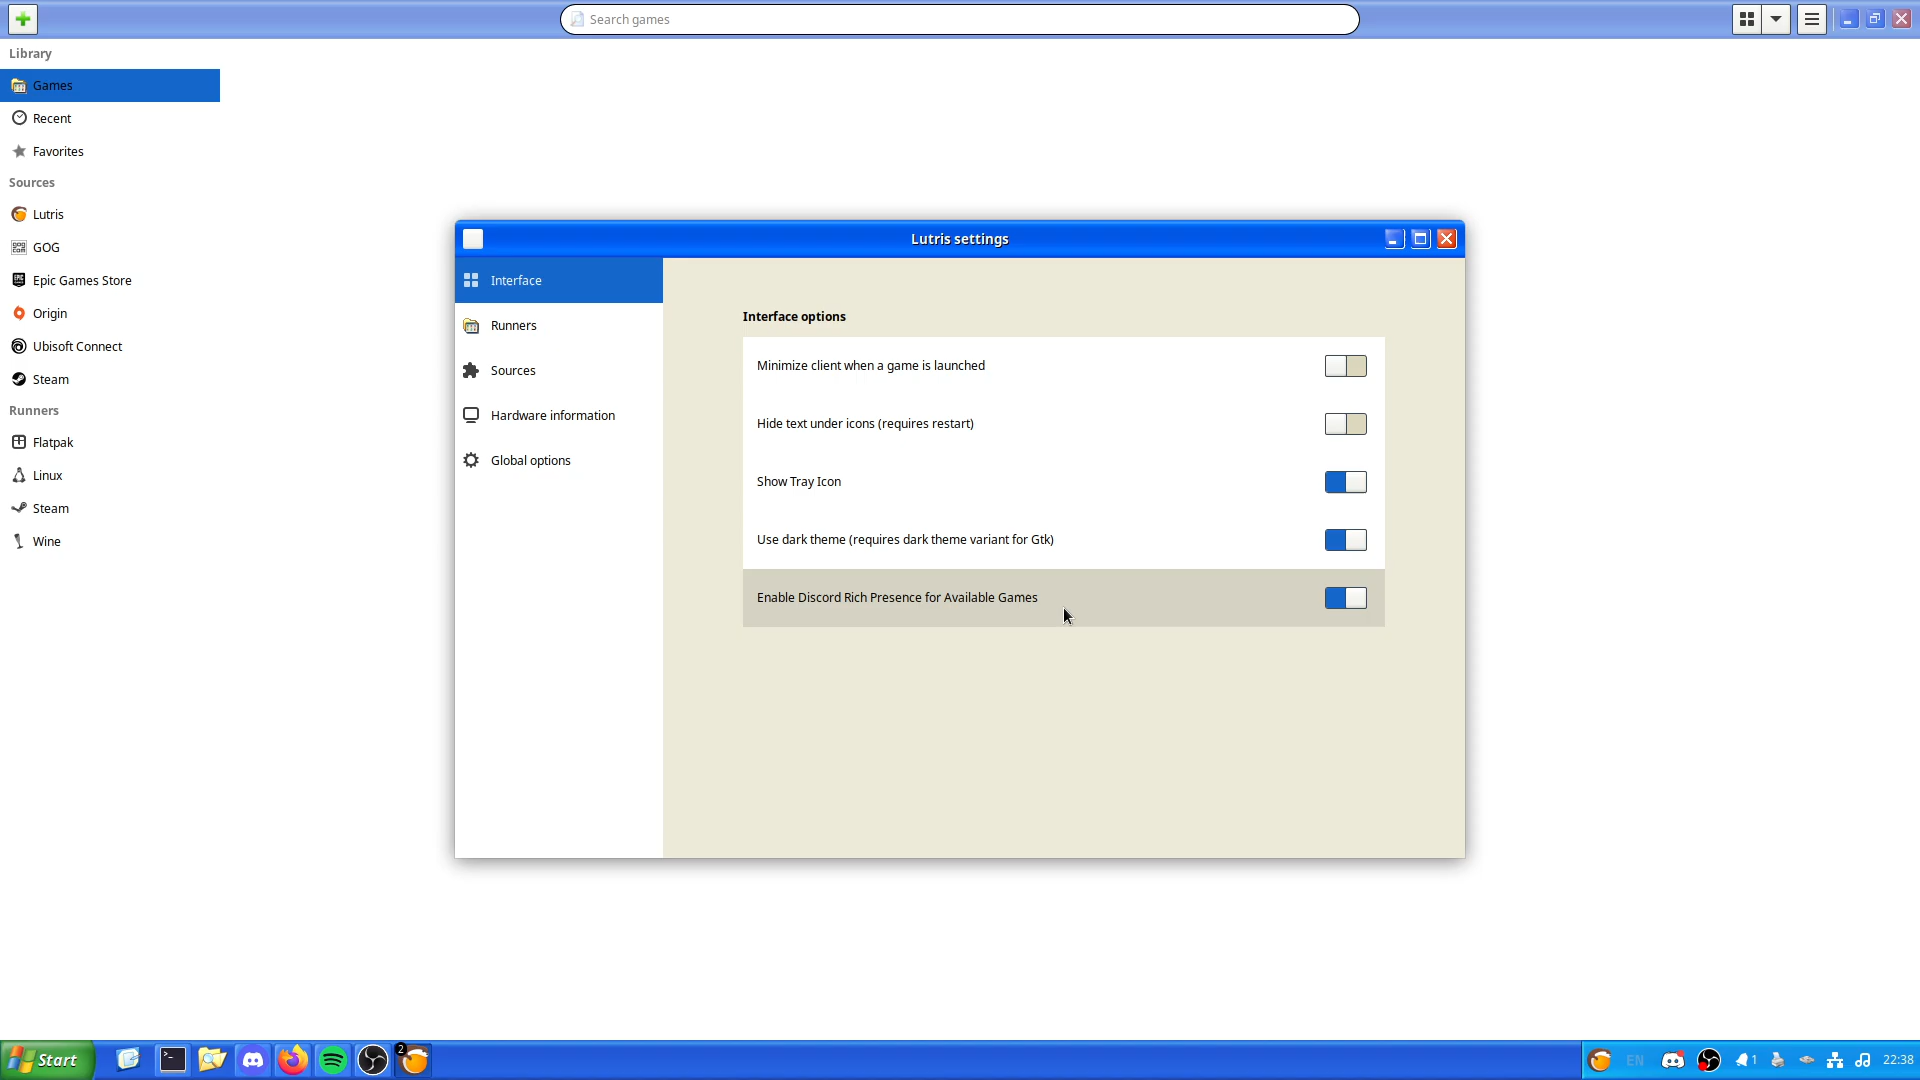 Search games
Library
Games
Recent
Favorites
Sources
Lutris
GOG
Epic Games Store
Origin
Ubisoft Connect
Steam
Runners
Flatpak
Linux
Steam
Wine
Lutris settings
Interface
Runners
Sources
Hardware information
Global options
Interface options
Minimize client when a game is launched
Hide text under icons (requires restart)
Show Tray Icon
Use dark theme (requires dark theme variant for Gtk)
Enable Discord Rich Presence for Available Games
Start
2
EN
1
22:38